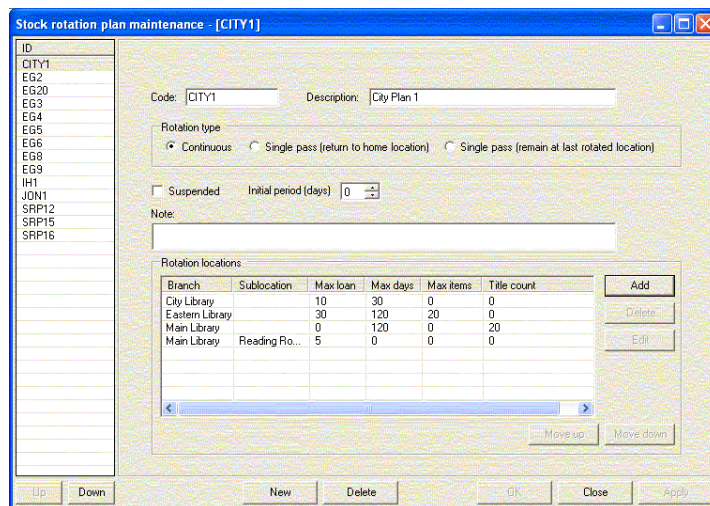 Stock rotation plan maintenance - [CITY1]
ID
CITY1
EG2
EG20
EG3
EG4
EG5
EG6
EG8
EG9
IH1
JON1
SRP12
SRP15
SRP16
Code: CITY1 Description: City Plan 1
Rotation type
Continuous Single pass (return to home location) Single pass (remain at last rotated location)
Suspended Initial period (days) 0
Note:
Rotation locations
Branch Sublocation Max loan Max days Max items Title count
City Library 10 30 0 0
Eastern Library 30 120 20 0
Main Library 0 120 0 20
Main Library Reading Ro... 5 0 0 0
Add
Delete
Edit
Move up Move down
Up Down New Delete OK Close Apply